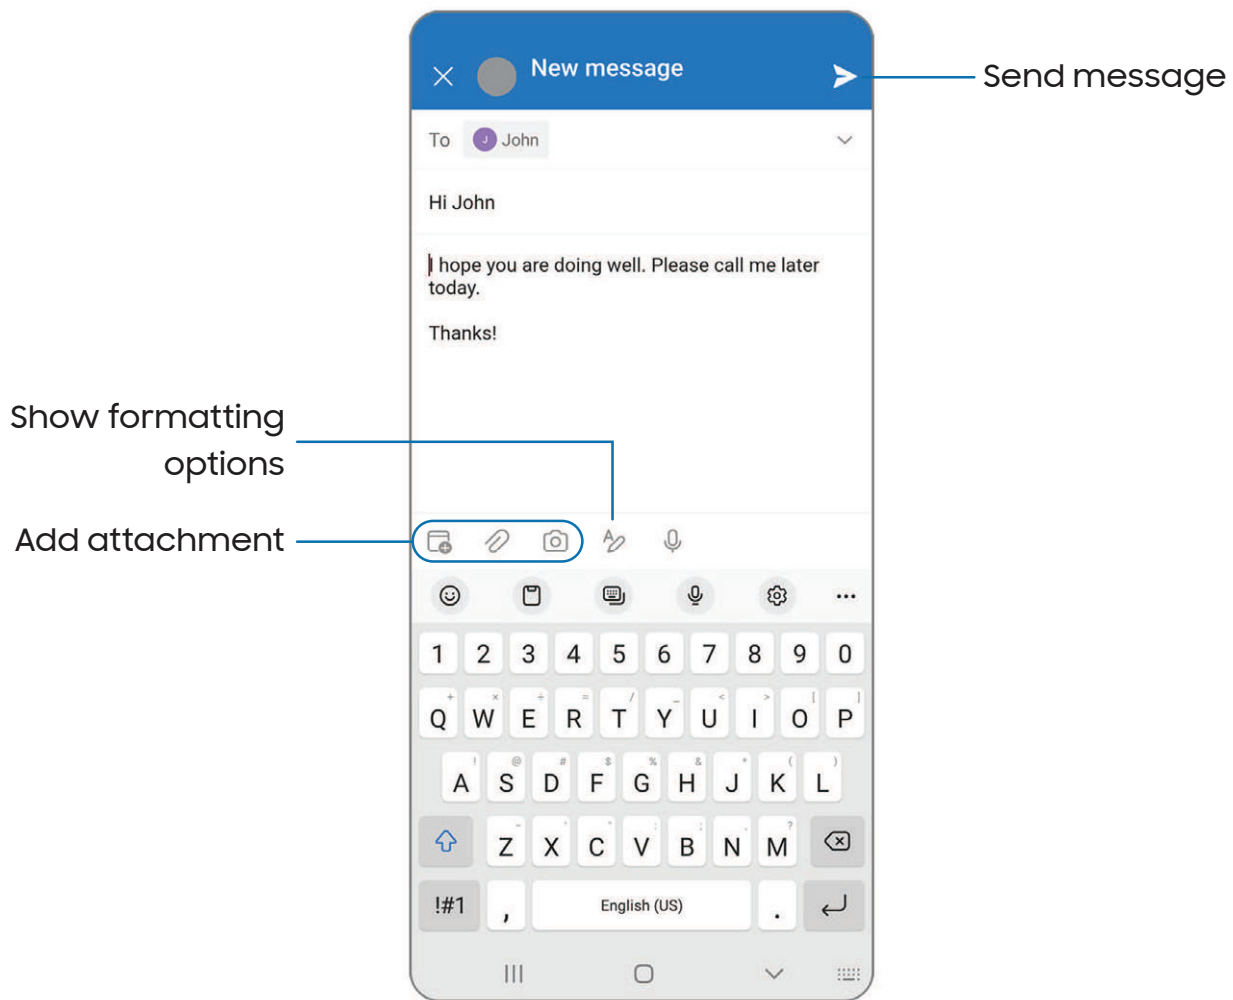 New message
Send message
To J John
Hi John
I hope you are doing well. Please call me later
today.
Thanks!
Show formatting
options
Add attachment
1 2 3 4 5 6 7 8 9 0
+ × ÷ = / _ < > [ ]
Q W E R T Y U I O P
! @ # $ % & * ( )
A S D F G H J K L
- ' " : ; , ?
Z X C V B N M
!#1 , English (US) .